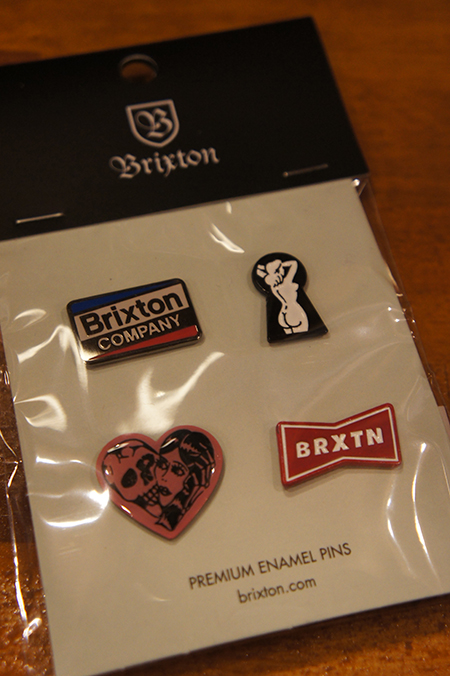 B
Brixton
Brixton
COMPANY
BRXTN
PREMIUM ENAMEL PINS
brixton.com